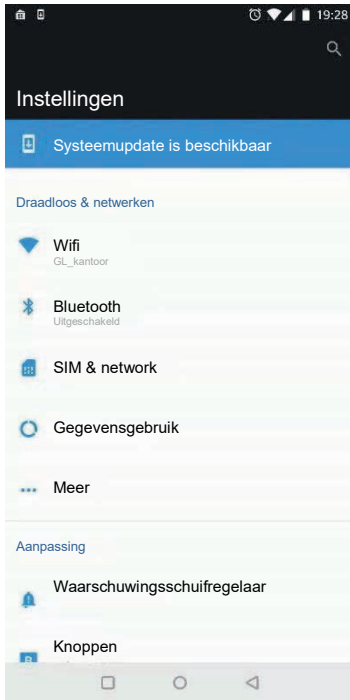 19:28
Instellingen
Systeemupdate is beschikbaar
Draadloos & netwerken
Wifi
GL_kantoor
Bluetooth
Uitgeschakeld
SIM & network
Gegevensgebruik
Meer
Aanpassing
Waarschuwingsschuifregelaar
Knoppen